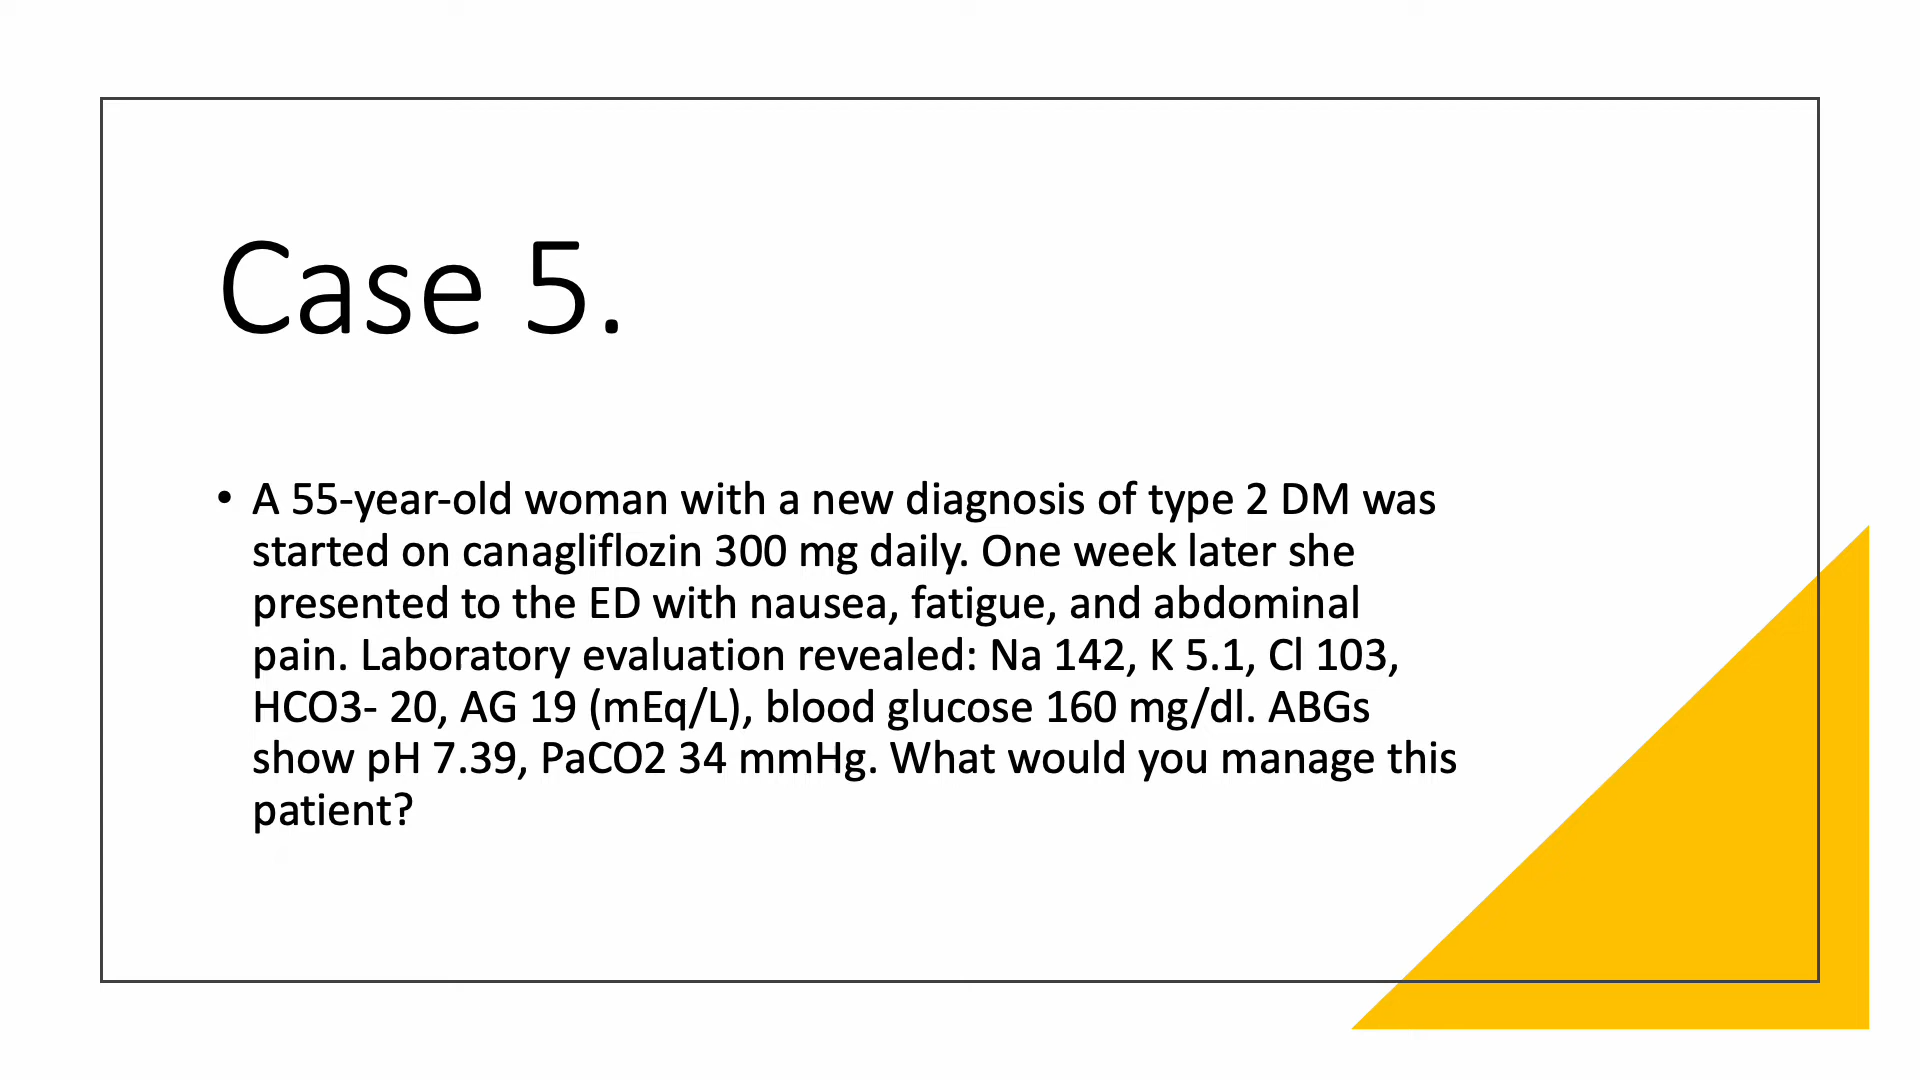 Case 5.
• A 55-year-old woman with a new diagnosis of type 2 DM was
started on canagliflozin 300 mg daily. One week later she
presented to the ED with nausea, fatigue, and abdominal
pain. Laboratory evaluation revealed: Na 142, K 5.1, Cl 103,
HCO3- 20, AG 19 (mEq/L), blood glucose 160 mg/dl. ABGs
show pH 7.39, PaCO2 34 mmHg. What would you manage this
patient?